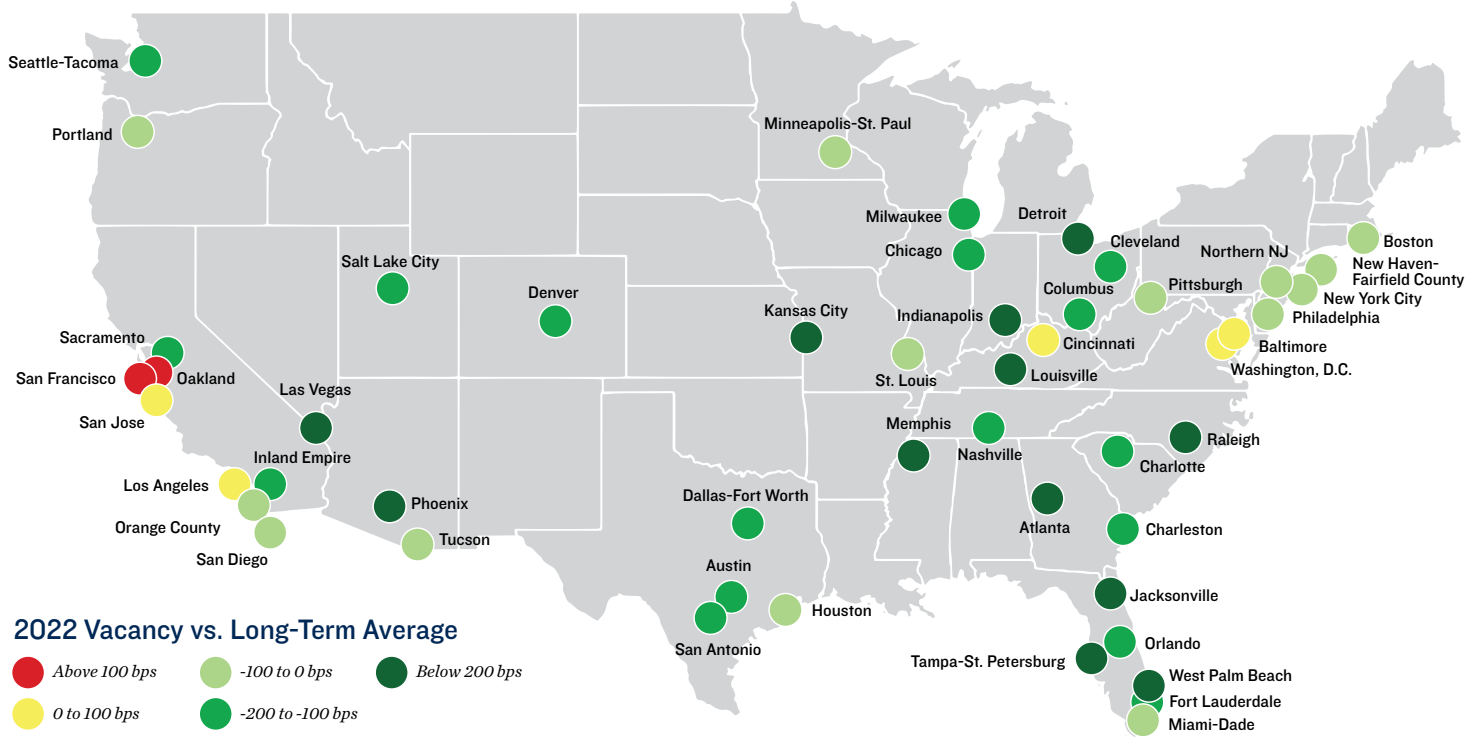 Seattle-Tacoma
Portland
Minneapolis-St. Paul
Milwaukee
Detroit
Chicago
Cleveland
Northern NJ
Boston
New Haven-
Fairfield County
Salt Lake City
Denver
Columbus
Pittsburgh
New York City
Kansas City
Indianapolis
Philadelphia
Sacramento
Cincinnati
Baltimore
San Francisco
Oakland
St. Louis
Louisville
Washington, D.C.
Las Vegas
San Jose
Memphis
Raleigh
Inland Empire
Nashville
Charlotte
Los Angeles
Dallas-Fort Worth
Phoenix
Orange County
Atlanta
Charleston
Tucson
San Diego
Austin
Jacksonville
Houston
2022 Vacancy vs. Long-Term Average
San Antonio
Orlando
Tampa-St. Petersburg
Above 100 bps
-100 to 0 bps
Below 200 bps
West Palm Beach
Fort Lauderdale
0 to 100 bps
-200 to -100 bps
Miami-Dade